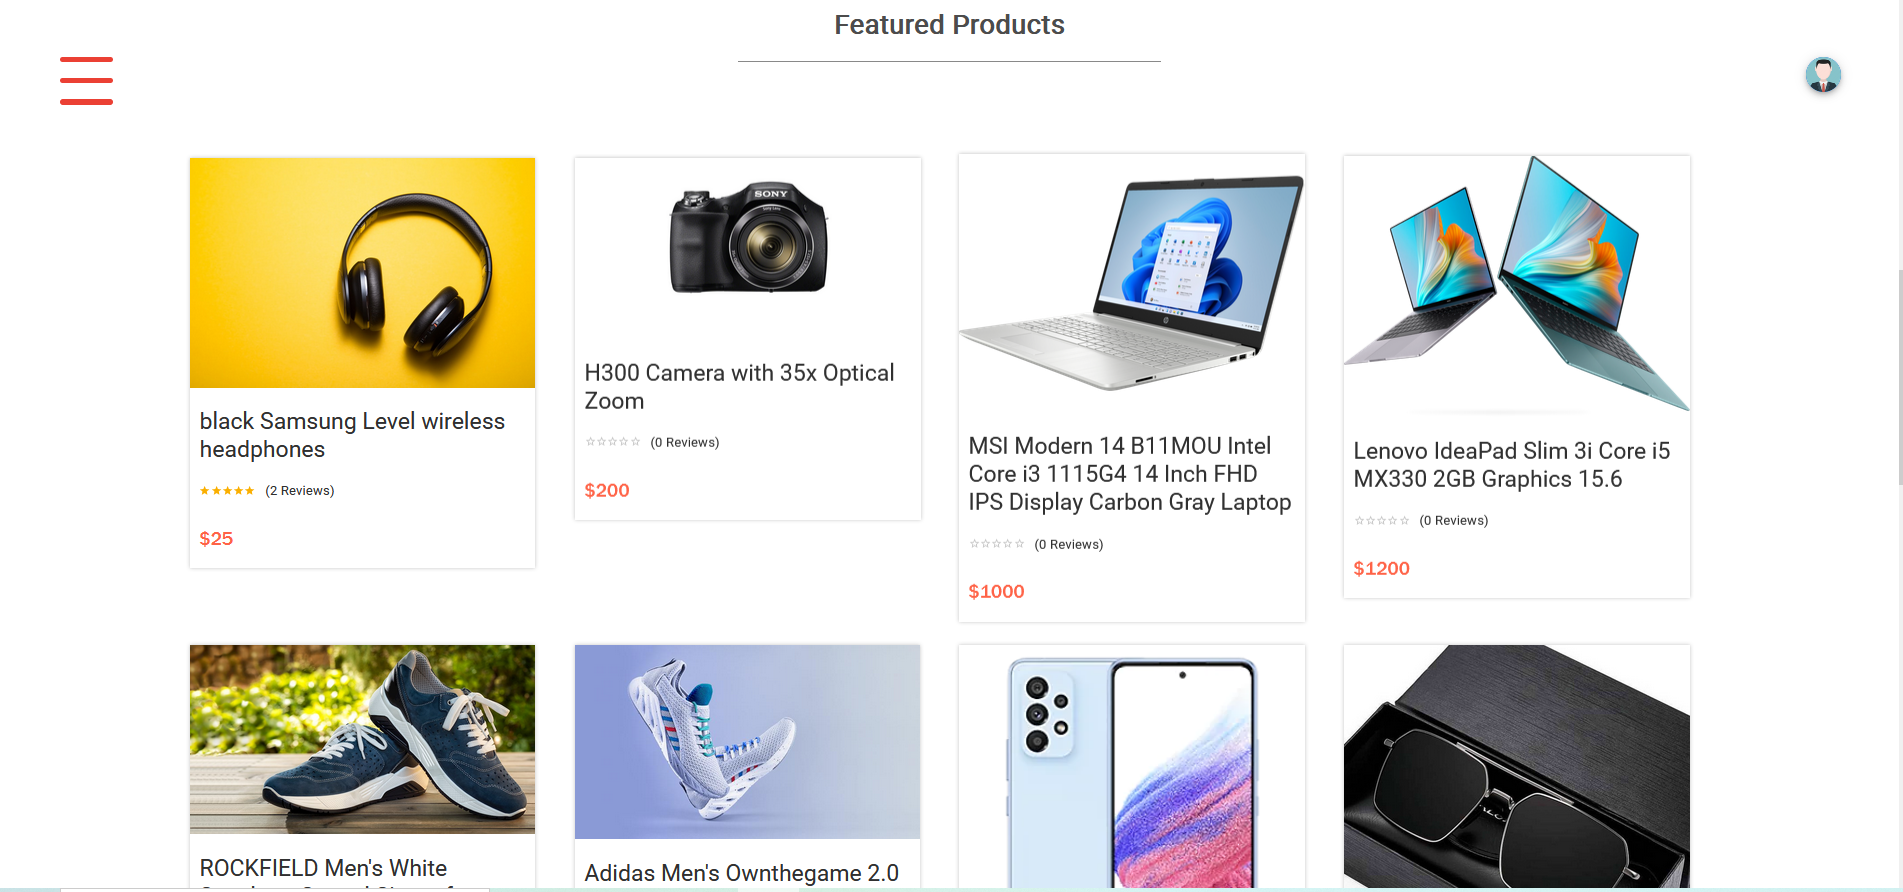 Featured Products
SONY
black Samsung Level wireless
headphones
(2 Reviews)
$25
H300 Camera with 35x Optical
Zoom
(0 Reviews)
$200
MSI Modern 14 B11MOU Intel
Core i3 1115G4 14 Inch FHD
IPS Display Carbon Gray Laptop
(0 Reviews)
$1000
Lenovo IdeaPad Slim 3i Core i5
MX330 2GB Graphics 15.6
(0 Reviews)
$1200
ROCKFIELD Men's White
Adidas Men's Ownthegame 2.0